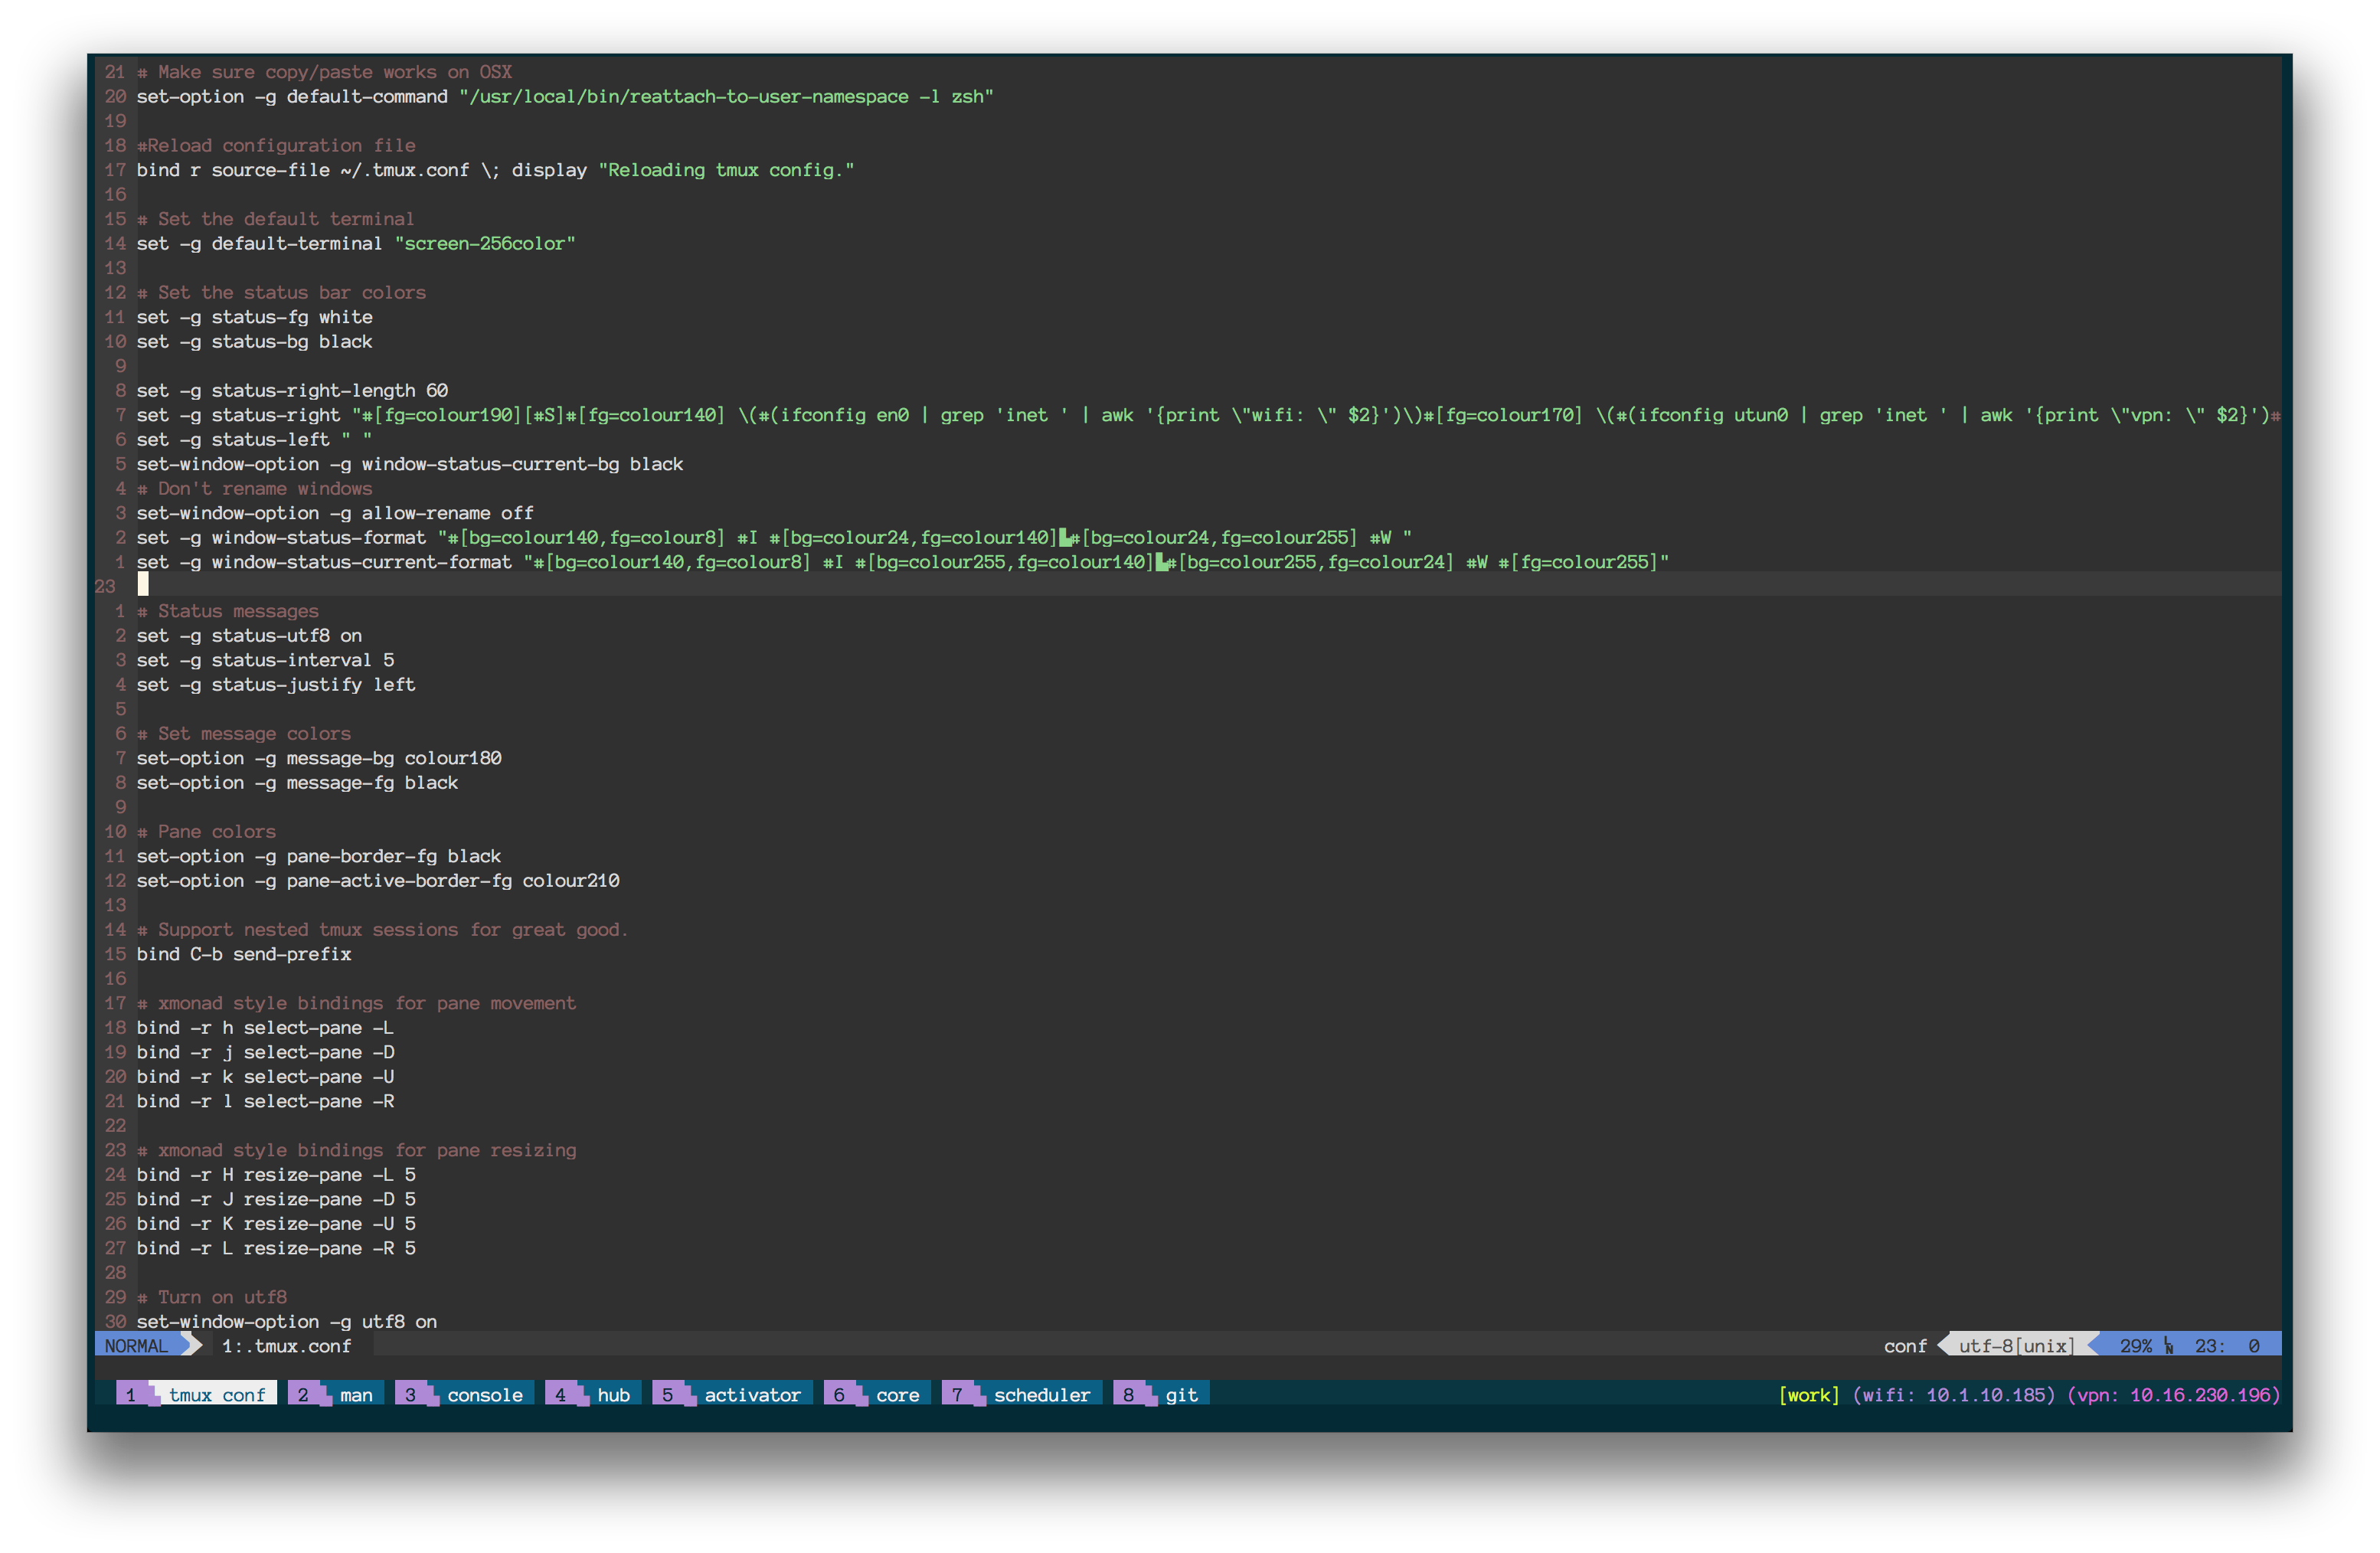 21 # Make sure copy/paste works on OSX
20 set-option -g default-command "/usr/local/bin/reattach-to-user-namespace -l zsh"
19
18 #Reload configuration file
17 bind r source-file ~/.tmux.conf \; display "Reloading tmux config."
16
15 # Set the default terminal
14 set -g default-terminal "screen-256color"
13
12 # Set the status bar colors
11 set -g status-fg white
10 set -g status-bg black
9
8 set -g status-right-length 60
7 set -g status-right "#[fg=colour190][#S]#[fg=colour140] \(#(ifconfig en0 | grep 'inet ' | awk '{print \"wifi: \" $2}')\)#[fg=colour170] \(#(ifconfig utun0 | grep 'inet ' | awk '{print \"vpn: \" $2}')#
6 set -g status-left " "
5 set-window-option -g window-status-current-bg black
4 # Don't rename windows
3 set-window-option -g allow-rename off
2 set -g window-status-format "#[bg=colour140,fg=colour8] #I #[bg=colour24,fg=colour140]▙#[bg=colour24,fg=colour255] #W "
1 set -g window-status-current-format "#[bg=colour140,fg=colour8] #I #[bg=colour255,fg=colour140]▙#[bg=colour255,fg=colour24] #W #[fg=colour255]"
23
1 # Status messages
2 set -g status-utf8 on
3 set -g status-interval 5
4 set -g status-justify left
5
6 # Set message colors
7 set-option -g message-bg colour180
8 set-option -g message-fg black
9
10 # Pane colors
11 set-option -g pane-border-fg black
12 set-option -g pane-active-border-fg colour210
13
14 # Support nested tmux sessions for great good.
15 bind C-b send-prefix
16
17 # xmonad style bindings for pane movement
18 bind -r h select-pane -L
19 bind -r j select-pane -D
20 bind -r k select-pane -U
21 bind -r l select-pane -R
22
23 # xmonad style bindings for pane resizing
24 bind -r H resize-pane -L 5
25 bind -r J resize-pane -D 5
26 bind -r K resize-pane -U 5
27 bind -r L resize-pane -R 5
28
29 # Turn on utf8
30 set-window-option -g utf8 on
NORMAL 1:.tmux.conf conf utf-8[unix] 29% LN 23: 0
1 tmux conf 2 man 3 console 4 hub 5 activator 6 core 7 scheduler 8 git [work] (wifi: 10.1.10.185) (vpn: 10.16.230.196)